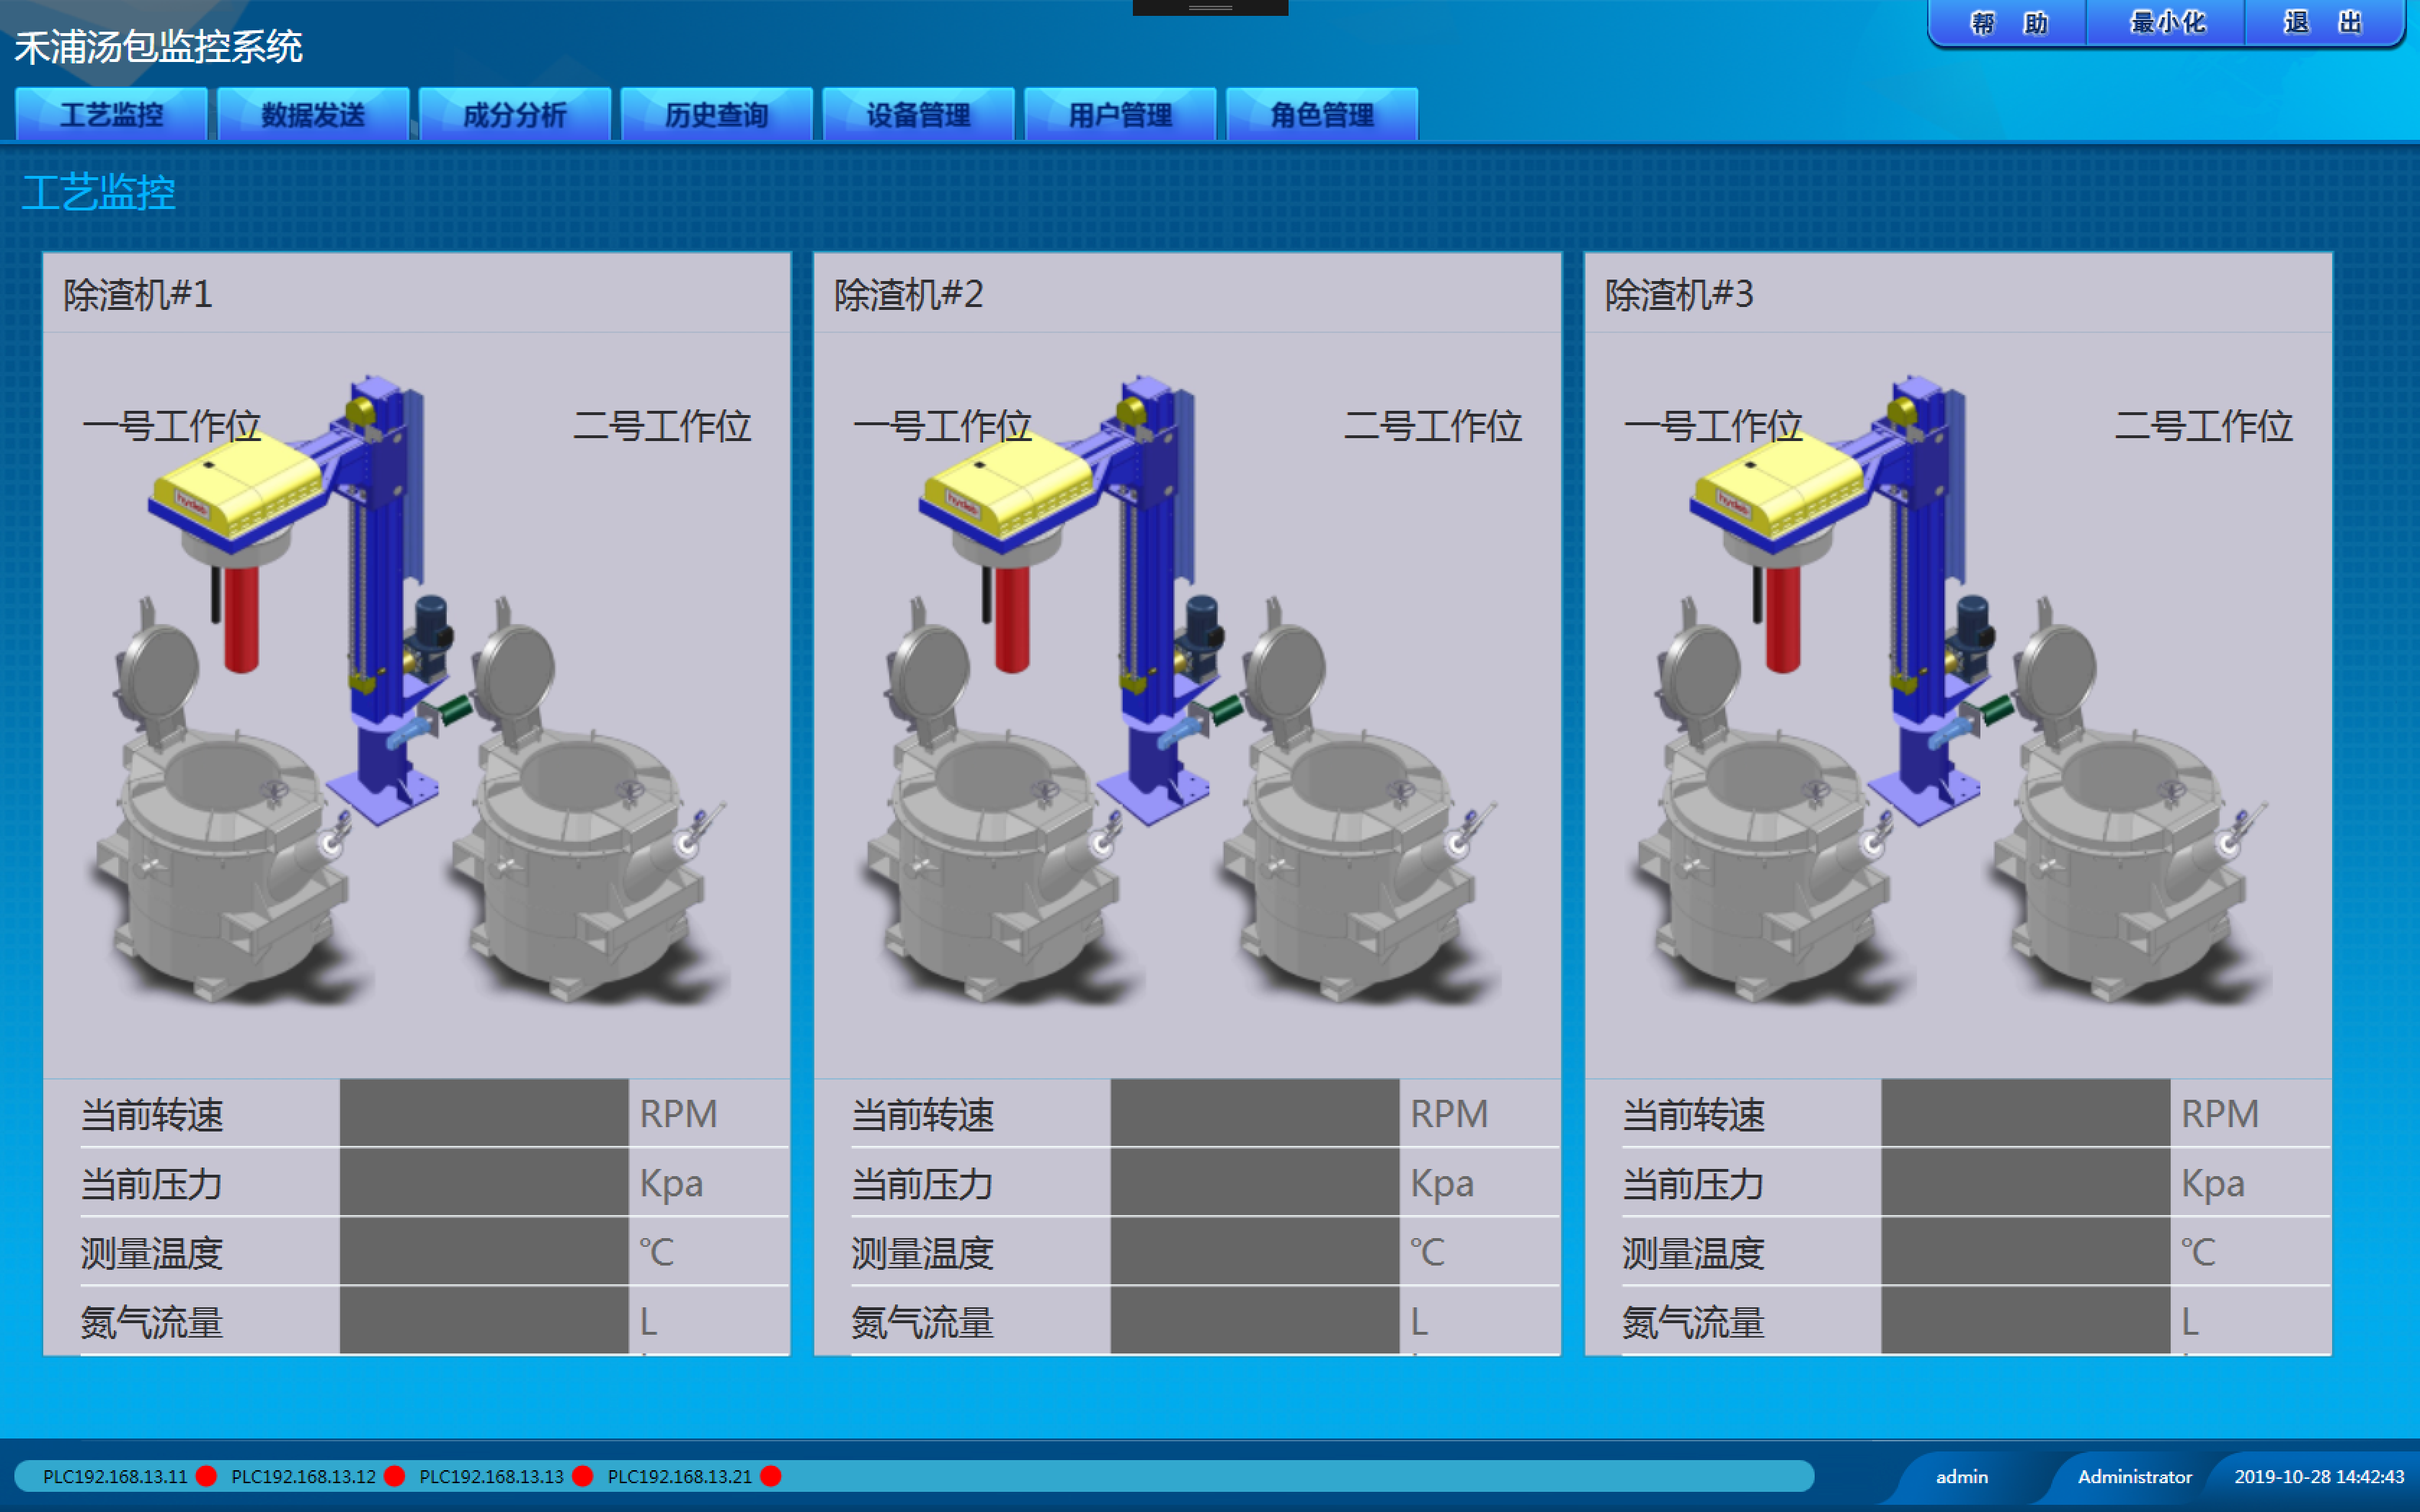 禾浦汤包监控系统
帮 助 最小化 退 出
工艺监控 数据发送 成分分析 历史查询 设备管理 用户管理 角色管理
工艺监控
除渣机#1
一号工作位 二号工作位
当前转速 RPM
当前压力 Kpa
测量温度 ℃
氮气流量 L
除渣机#2
一号工作位 二号工作位
当前转速 RPM
当前压力 Kpa
测量温度 ℃
氮气流量 L
除渣机#3
一号工作位 二号工作位
当前转速 RPM
当前压力 Kpa
测量温度 ℃
氮气流量 L
PLC192.168.13.11 PLC192.168.13.12 PLC192.168.13.13 PLC192.168.13.21 admin Administrator 2019-10-28 14:42:43